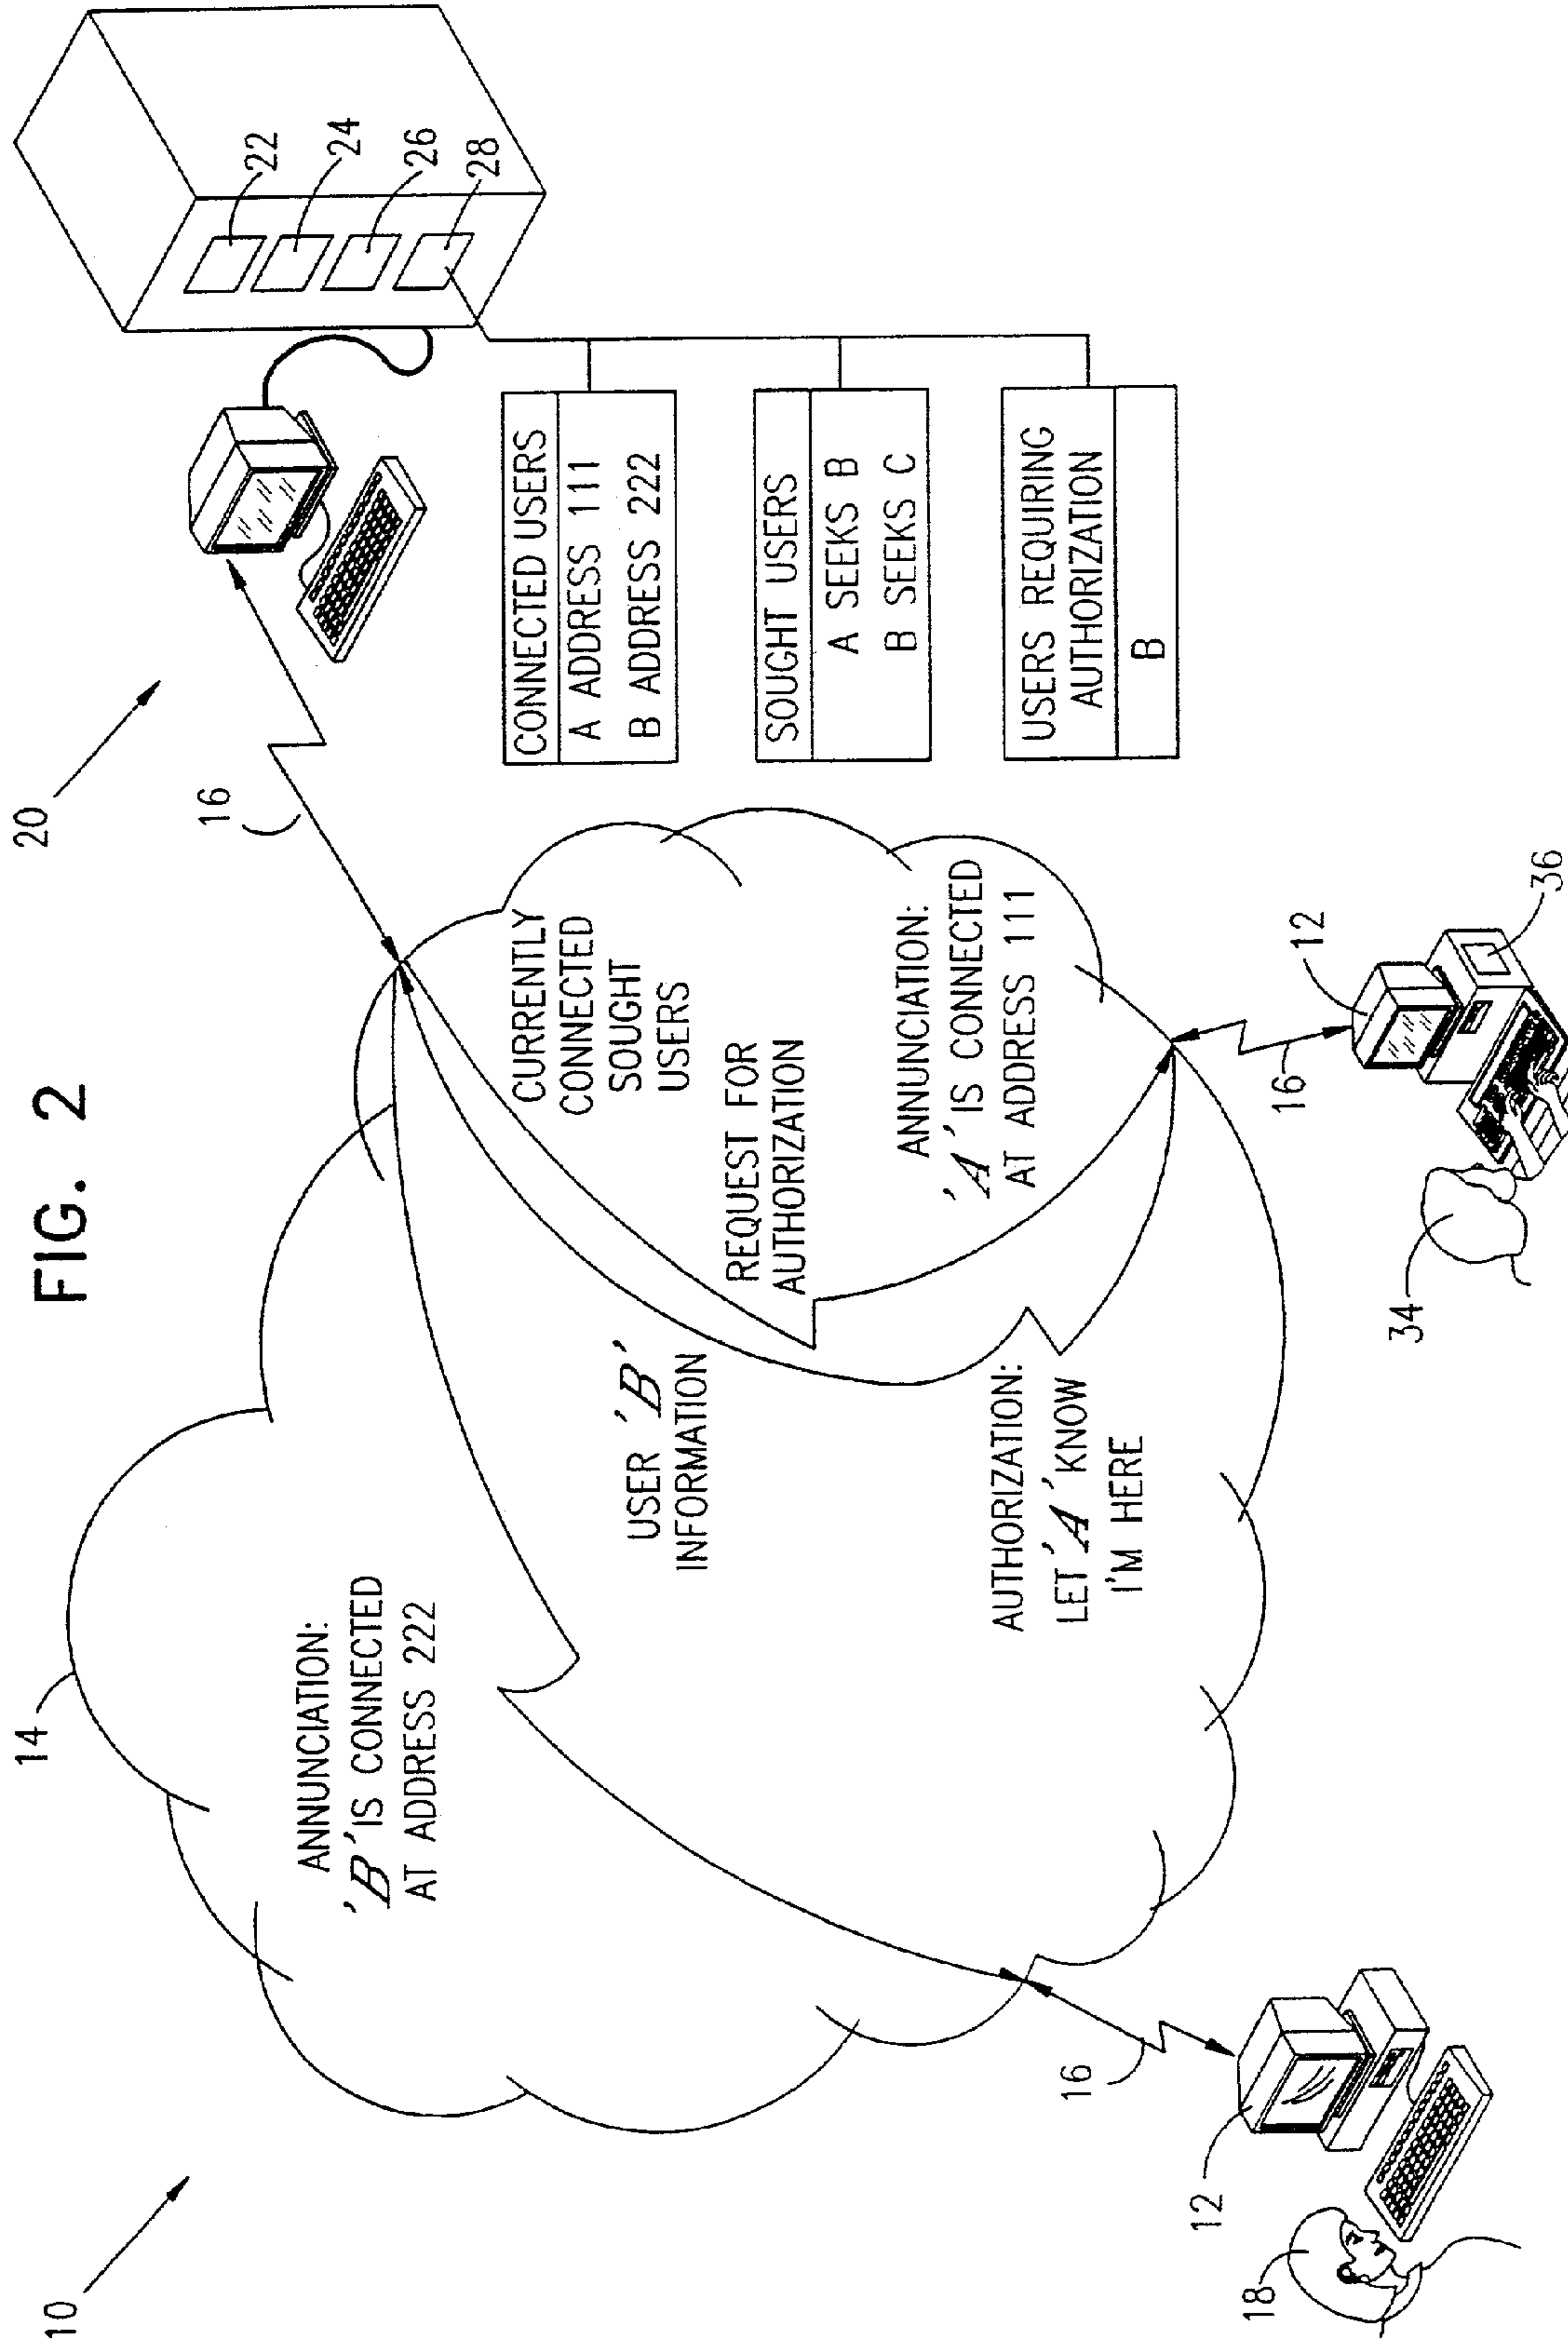 FIG. 2
10
14
20
16
22
24
26
28
ANNUNCIATION:
'B' IS CONNECTED
AT ADDRESS 222
USER 'B'
INFORMATION
CURRENTLY
CONNECTED
SOUGHT
USERS
REQUEST FOR
AUTHORIZATION
ANNUNCIATION:
'A' IS CONNECTED
AT ADDRESS 111
AUTHORIZATION:
LET 'A' KNOW
I'M HERE
CONNECTED USERS
A ADDRESS 111
B ADDRESS 222
SOUGHT USERS
A SEEKS B
B SEEKS C
USERS REQUIRING
AUTHORIZATION
B
16
12
18
16
12
34
36